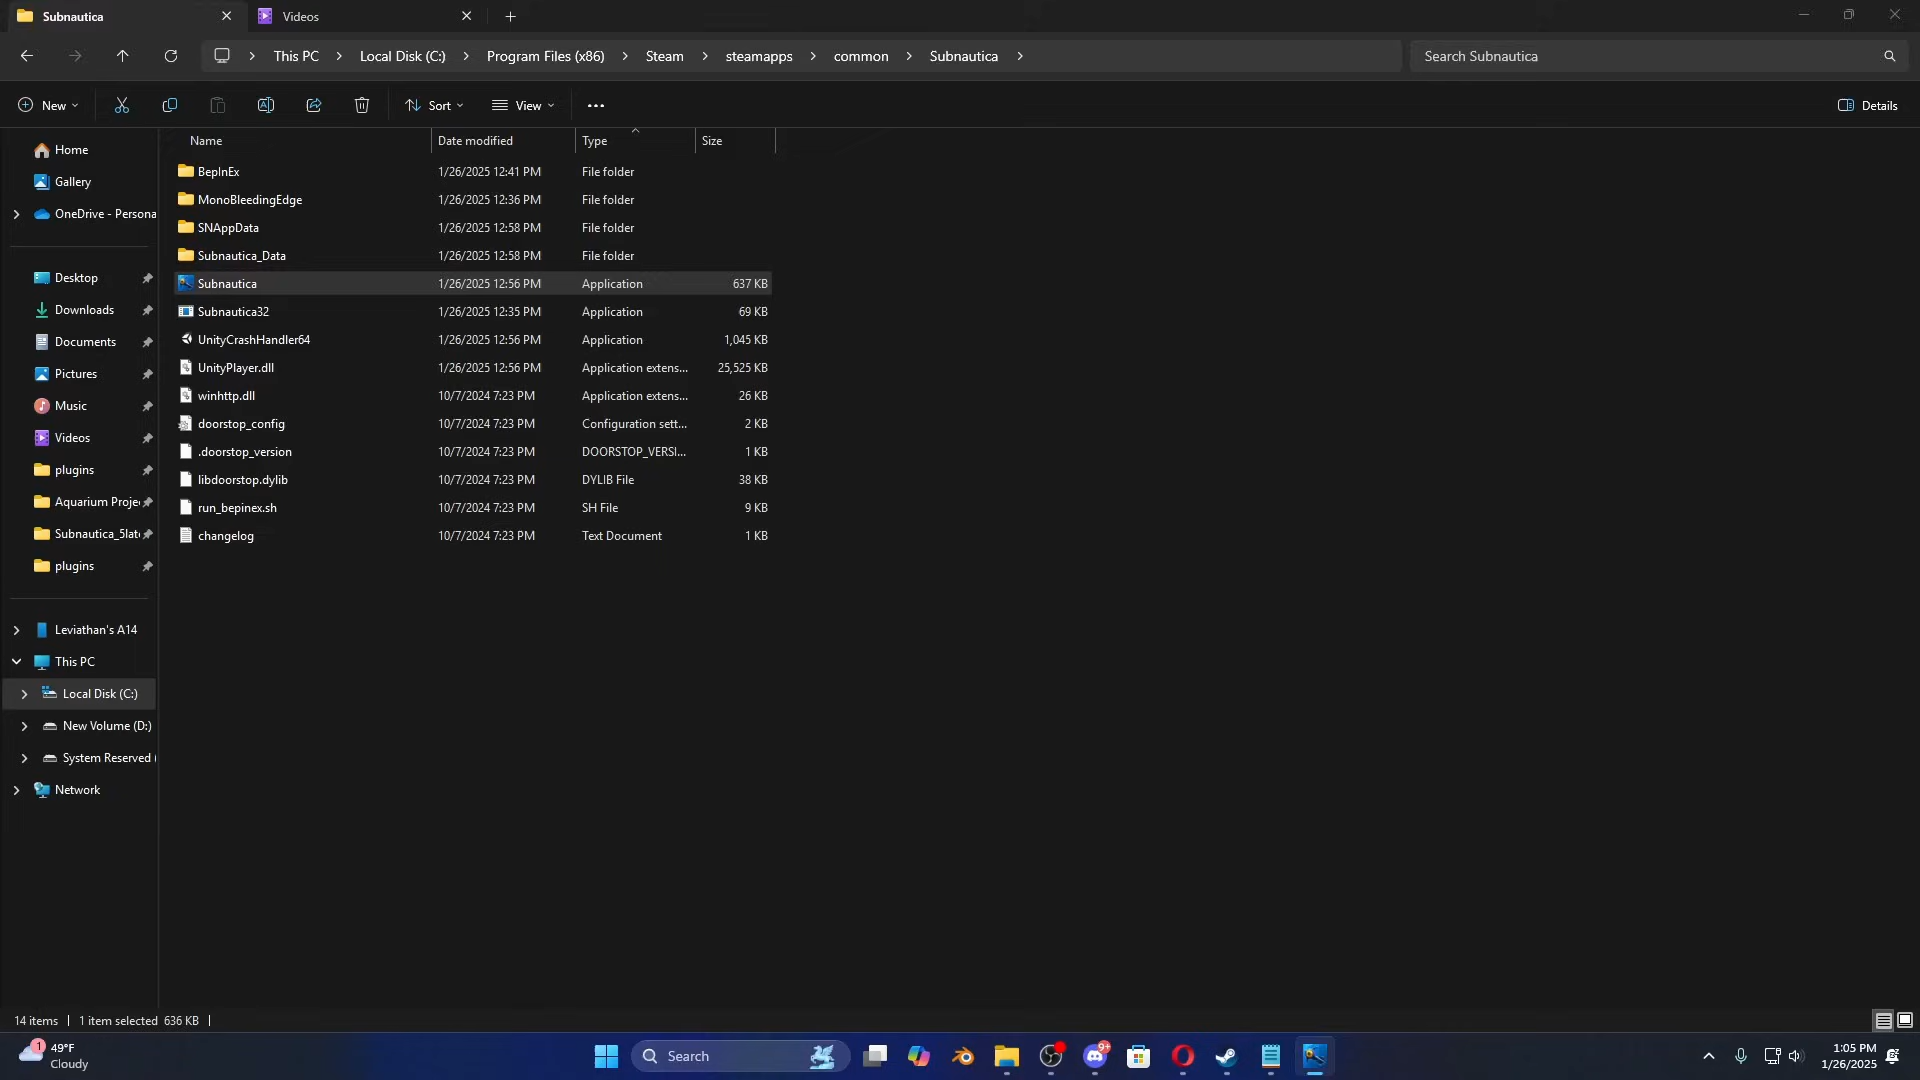 Subnautica
Videos
This PC
Local Disk (C:)
Program Files (x86)
Steam
steamapps
common
Subnautica
Search Subnautica
New
Sort
View
Details
Name Date modified Type Size
BepInEx 1/26/2025 12:41 PM File folder
MonoBleedingEdge 1/26/2025 12:36 PM File folder
SNAppData 1/26/2025 12:58 PM File folder
Subnautica_Data 1/26/2025 12:58 PM File folder
Subnautica 1/26/2025 12:56 PM Application 637 KB
Subnautica32 1/26/2025 12:35 PM Application 69 KB
UnityCrashHandler64 1/26/2025 12:56 PM Application 1,045 KB
UnityPlayer.dll 1/26/2025 12:56 PM Application extens... 25,525 KB
winhttp.dll 10/7/2024 7:23 PM Application extens... 26 KB
doorstop_config 10/7/2024 7:23 PM Configuration sett... 2 KB
.doorstop_version 10/7/2024 7:23 PM DOORSTOP_VERSI... 1 KB
libdoorstop.dylib 10/7/2024 7:23 PM DYLIB File 38 KB
run_bepinex.sh 10/7/2024 7:23 PM SH File 9 KB
changelog 10/7/2024 7:23 PM Text Document 1 KB
Home
Gallery
OneDrive - Persona
Desktop
Downloads
Documents
Pictures
Music
Videos
plugins
Aquarium Proje
Subnautica_5lat
plugins
Leviathan's A14
This PC
Local Disk (C:)
New Volume (D:)
System Reserved (
Network
14 items 1 item selected 636 KB
1
49°F
Cloudy
Search
9+
1:05 PM
1/26/2025